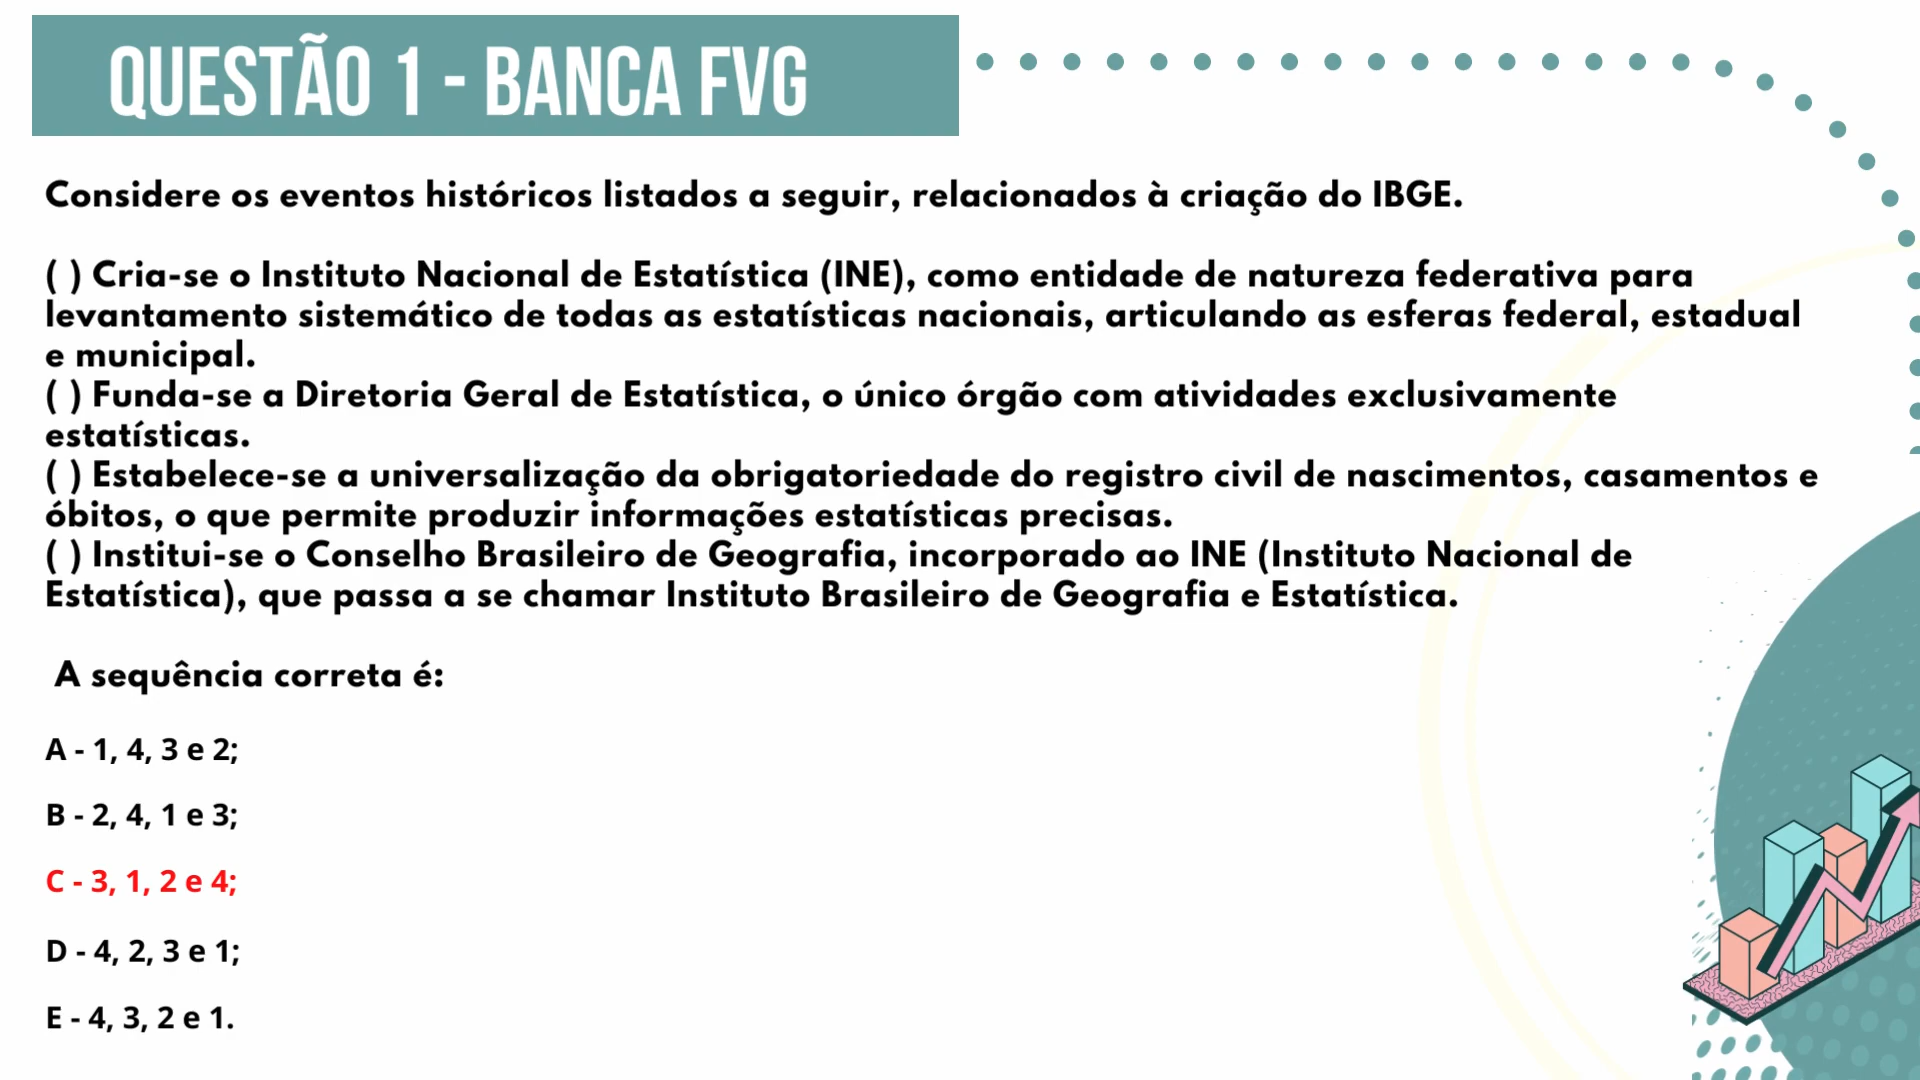 QUESTÃO 1 - BANCA FVG
Considere os eventos históricos listados a seguir, relacionados à criação do IBGE.
( ) Cria-se o Instituto Nacional de Estatística (INE), como entidade de natureza federativa para
levantamento sistemático de todas as estatísticas nacionais, articulando as esferas federal, estadual
e municipal.
( ) Funda-se a Diretoria Geral de Estatística, o único órgão com atividades exclusivamente
estatísticas.
( ) Estabelece-se a universalização da obrigatoriedade do registro civil de nascimentos, casamentos e
óbitos, o que permite produzir informações estatísticas precisas.
( ) Institui-se o Conselho Brasileiro de Geografia, incorporado ao INE (Instituto Nacional de
Estatística), que passa a se chamar Instituto Brasileiro de Geografia e Estatística.
A sequência correta é:
A - 1, 4, 3 e 2;
B - 2, 4, 1 e 3;
C - 3, 1, 2 e 4;
D - 4, 2, 3 e 1;
E - 4, 3, 2 e 1.